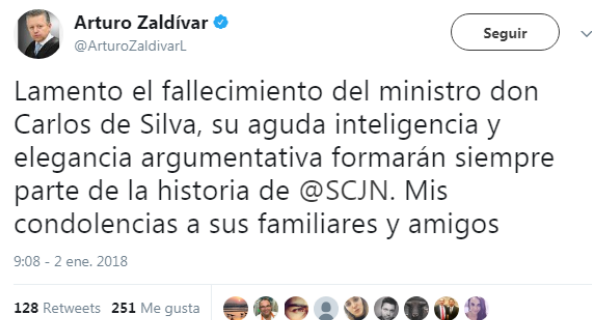 Arturo Zaldívar
@ArturoZaldivarL
Seguir
Lamento el fallecimiento del ministro don
Carlos de Silva, su aguda inteligencia y
elegancia argumentativa formarán siempre
parte de la historia de @SCJN. Mis
condolencias a sus familiares y amigos
9:08 - 2 ene. 2018
128 Retweets 251 Me gusta